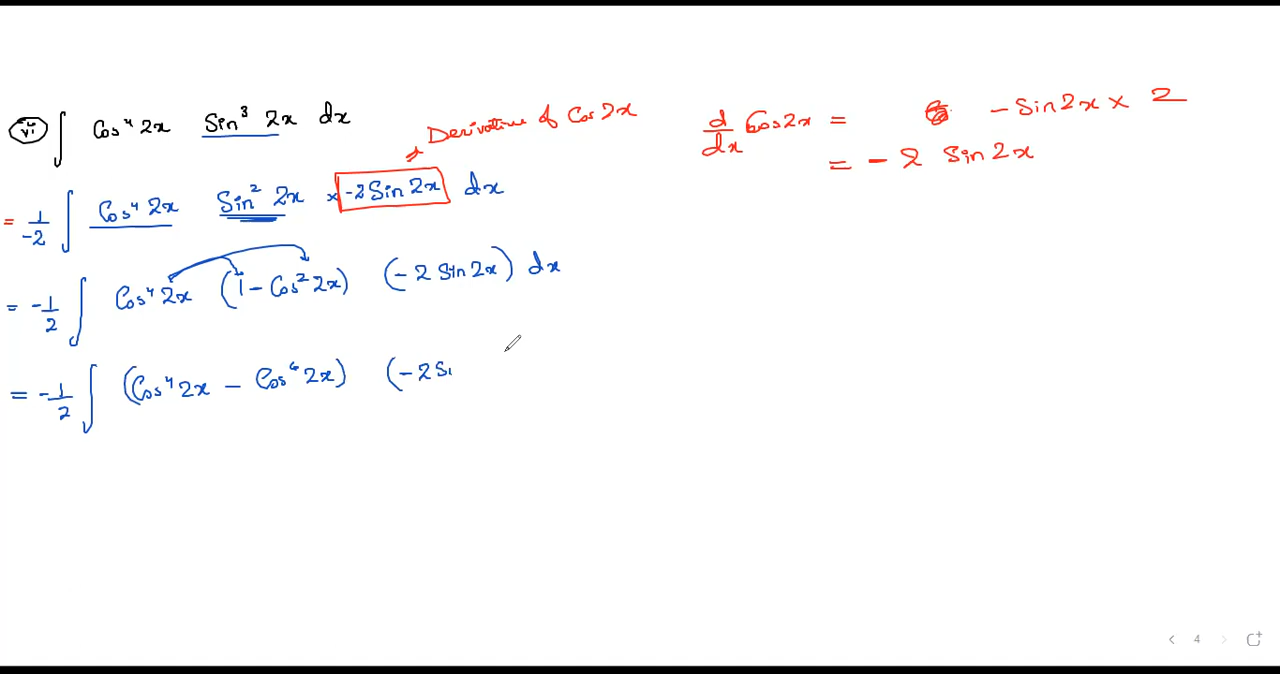 (vi) ∫ Cos⁴ 2x Sin³ 2x dx
Derivative of Cos 2x
d/dx Cos2x = - Sin2x × 2
= - 2 Sin2x
= 1/-2 ∫ Cos⁴ 2x Sin² 2x × -2 Sin 2x dx
= -1/2 ∫ Cos⁴ 2x (1 - Cos² 2x) (- 2 Sin 2x) dx
= -1/2 ∫ (Cos⁴ 2x - Cos⁶ 2x) (- 2 Si
4